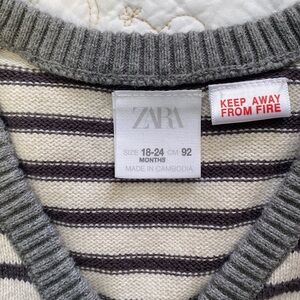 ZARA
SIZE 18-24 CM 92
MONTHS
MADE IN CAMBODIA
KEEP AWAY
FROM FIRE